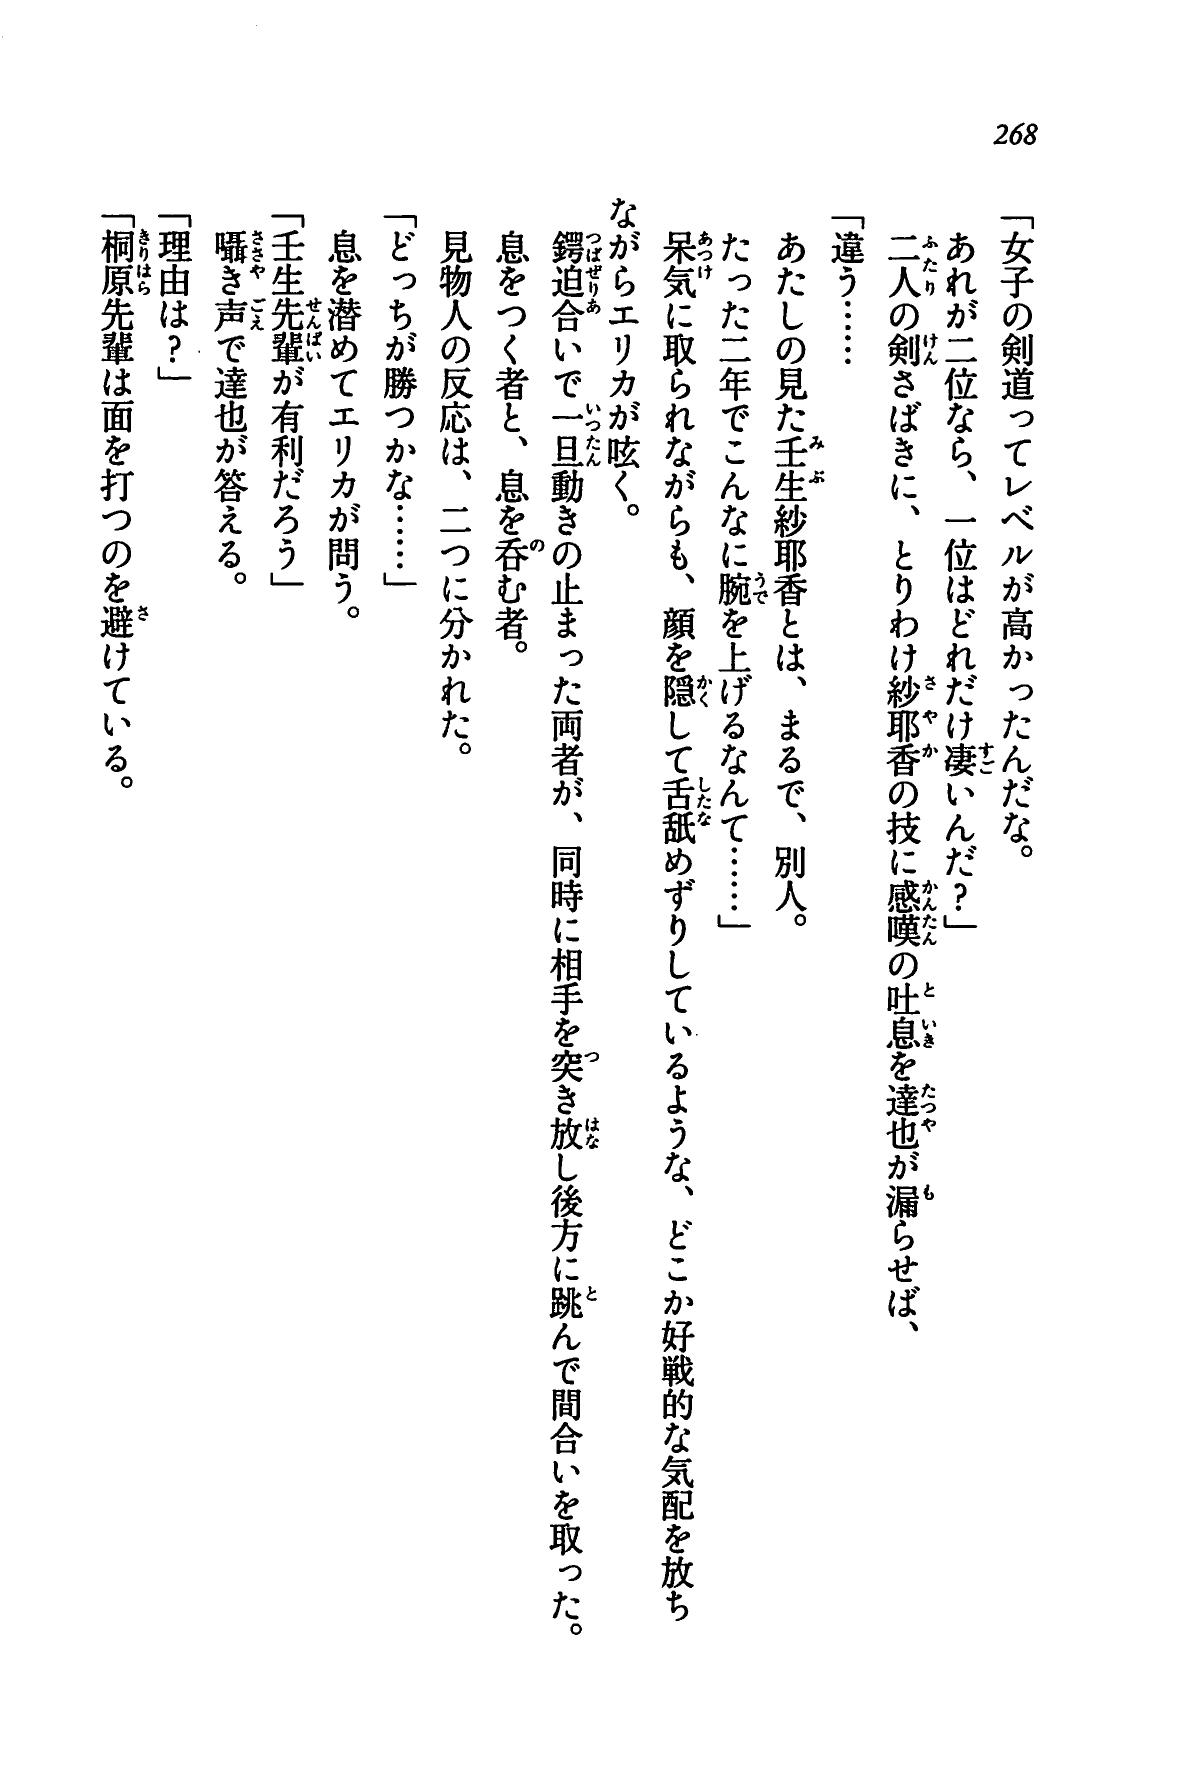 268
「女子の剣道ってレベルが高かったんだな。
あれが二位なら、一位はどれだけ凄いんだ？」
二人の剣さばきに、とりわけ紗耶香の技に感嘆の吐息を達也が漏らせば、
「違う……
あたしの見た壬生紗耶香とは、まるで、別人。
たった二年でこんなに腕を上げるなんて……」
呆気に取られながらも、顔を隠して舌舐めずりしているような、どこか好戦的な気配を放ち
ながらエリカが呟く。
鍔迫合いで一旦動きの止まった両者が、同時に相手を突き放し後方に跳んで間合いを取った。
息をつく者と、息を呑む者。
見物人の反応は、二つに分かれた。
「どっちが勝つかな……」
息を潜めてエリカが問う。
「壬生先輩が有利だろう」
囁き声で達也が答える。
「理由は？」
「桐原先輩は面を打つのを避けている。